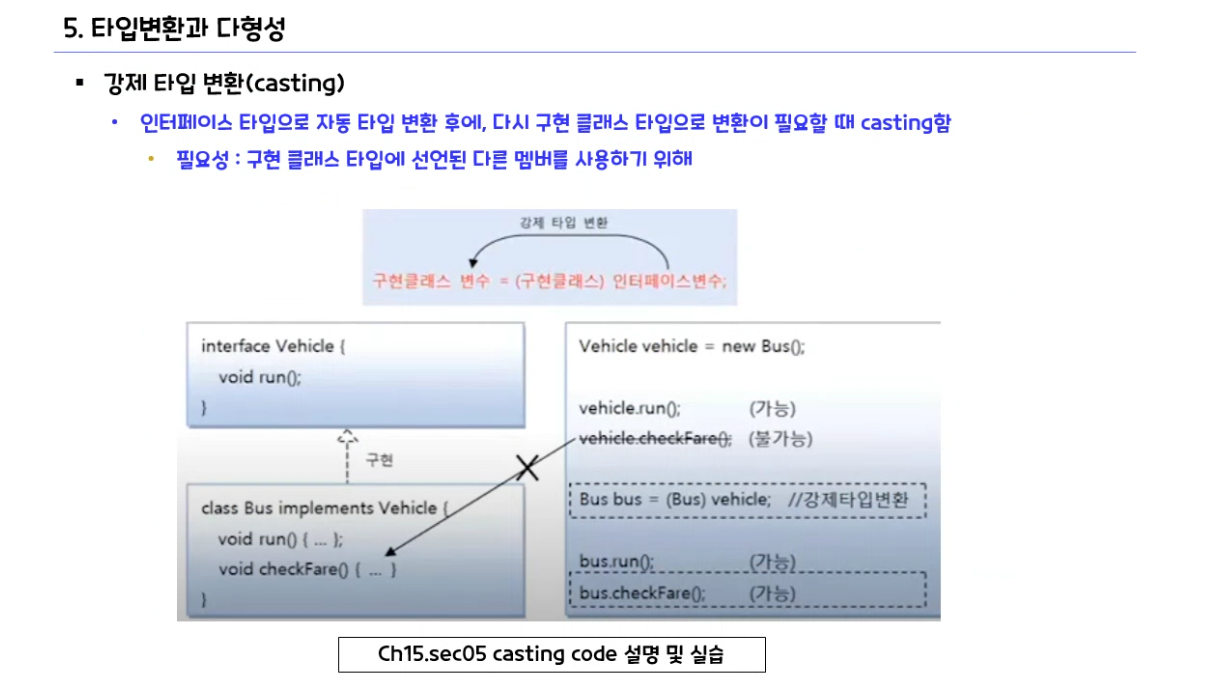 5. 타입변환과 다형성
▪ 강제 타입 변환(casting)
• 인터페이스 타입으로 자동 타입 변환 후에, 다시 구현 클래스 타입으로 변환이 필요할 때 casting함
• 필요성 : 구현 클래스 타입에 선언된 다른 멤버를 사용하기 위해
강제 타입 변환
구현클래스 변수 = (구현클래스) 인터페이스변수;
interface Vehicle {
void run();
}
구현
class Bus implements Vehicle {
void run() { ... };
void checkFare() { ... }
}
Vehicle vehicle = new Bus();
vehicle.run(); (가능)
vehicle.checkFare(); (불가능)
Bus bus = (Bus) vehicle; //강제타입변환
bus.run(); (가능)
bus.checkFare(); (가능)
Ch15.sec05 casting code 설명 및 실습